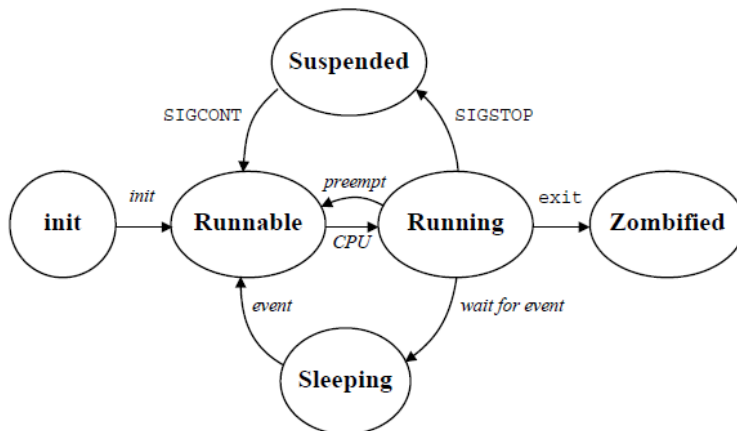 Suspended
SIGCONT
SIGSTOP
init
init
Runnable
preempt
CPU
Running
exit
Zombified
event
wait for event
Sleeping